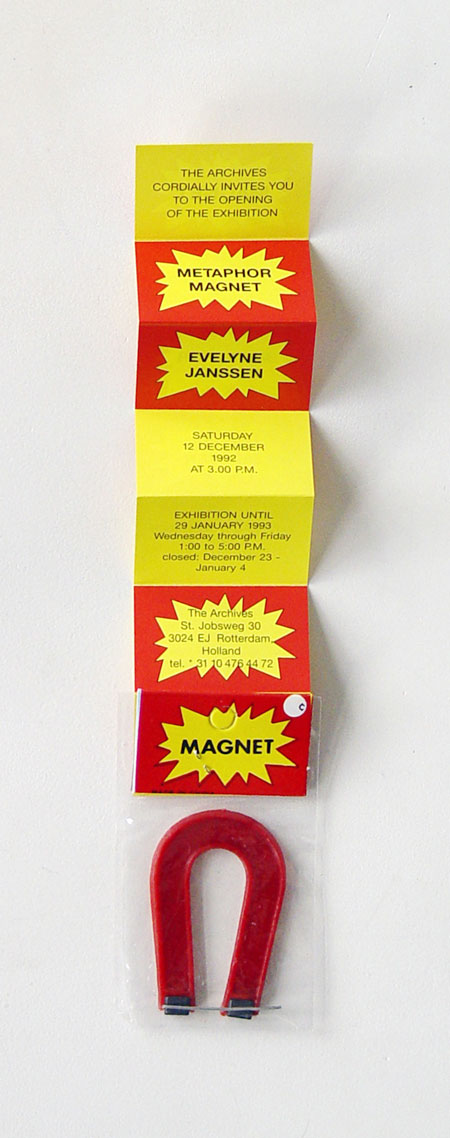 THE ARCHIVES
CORDIALLY INVITES YOU
TO THE OPENING
OF THE EXHIBITION
METAPHOR
MAGNET
EVELYNE
JANSSEN
SATURDAY
12 DECEMBER
1992
AT 3.00 P.M.
EXHIBITION UNTIL
29 JANUARY 1993
Wednesday through Friday
1:00 to 5:00 P.M.
closed: December 23 -
January 4
The Archives
St. Jobsweg 30
3024 EJ Rotterdam,
Holland
tel. * 31 10 476 44 72
C
MAGNET